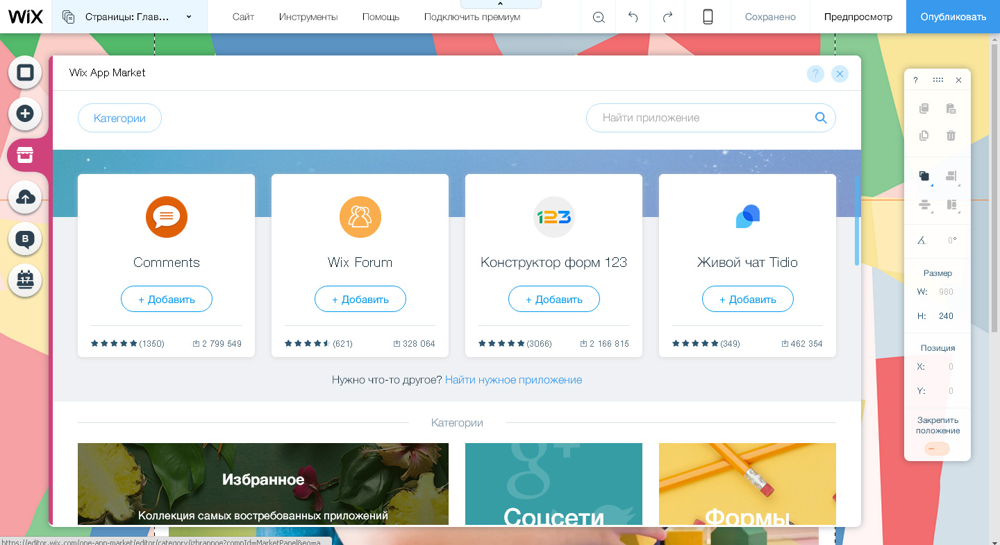 WiX
Страницы: Глав...
Сайт
Инструменты
Помощь
Подключить премиум
Сохранено
Предпросмотр
Опубликовать
Wix App Market
?
Категории
Найти приложение
Comments
+ Добавить
(1350)
2 799 549
Wix Forum
+ Добавить
(621)
328 064
123
Конструктор форм 123
+ Добавить
(3066)
2 166 815
Живой чат Tidio
+ Добавить
(349)
462 354
Нужно что-то другое? Найти нужное приложение
Категории
Избранное
Коллекция самых востребованных приложений
g+
Соцсети
Формы
B
17
?
0°
Размер
W: 980
H: 240
Позиция
X: 0
Y: 0
Закрепить
положение
https://editor.wix.com/one-app-market/editor/category/izbrannoe?compId=MarketPanel&eo=a...